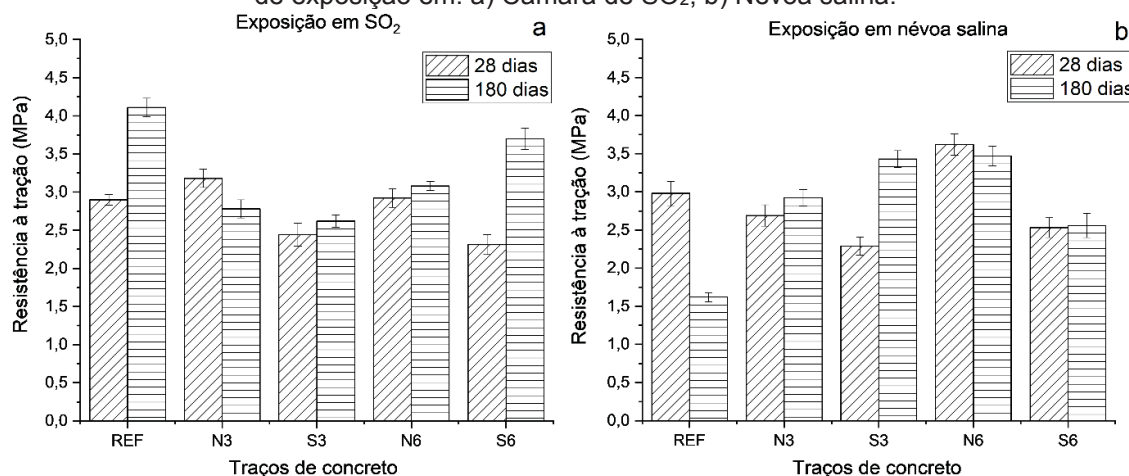 de exposição em: a) Câmara de SO₂; b) Névoa salina.
Exposição em SO₂
a
28 dias
180 dias
Resistência à tração (MPa)
5,0
4,5
4,0
3,5
3,0
2,5
2,0
1,5
1,0
0,5
0,0
REF N3 S3 N6 S6
Traços de concreto
Exposição em névoa salina
b
28 dias
180 dias
Resistência à tração (MPa)
5,0
4,5
4,0
3,5
3,0
2,5
2,0
1,5
1,0
0,5
0,0
REF N3 S3 N6 S6
Traços de concreto